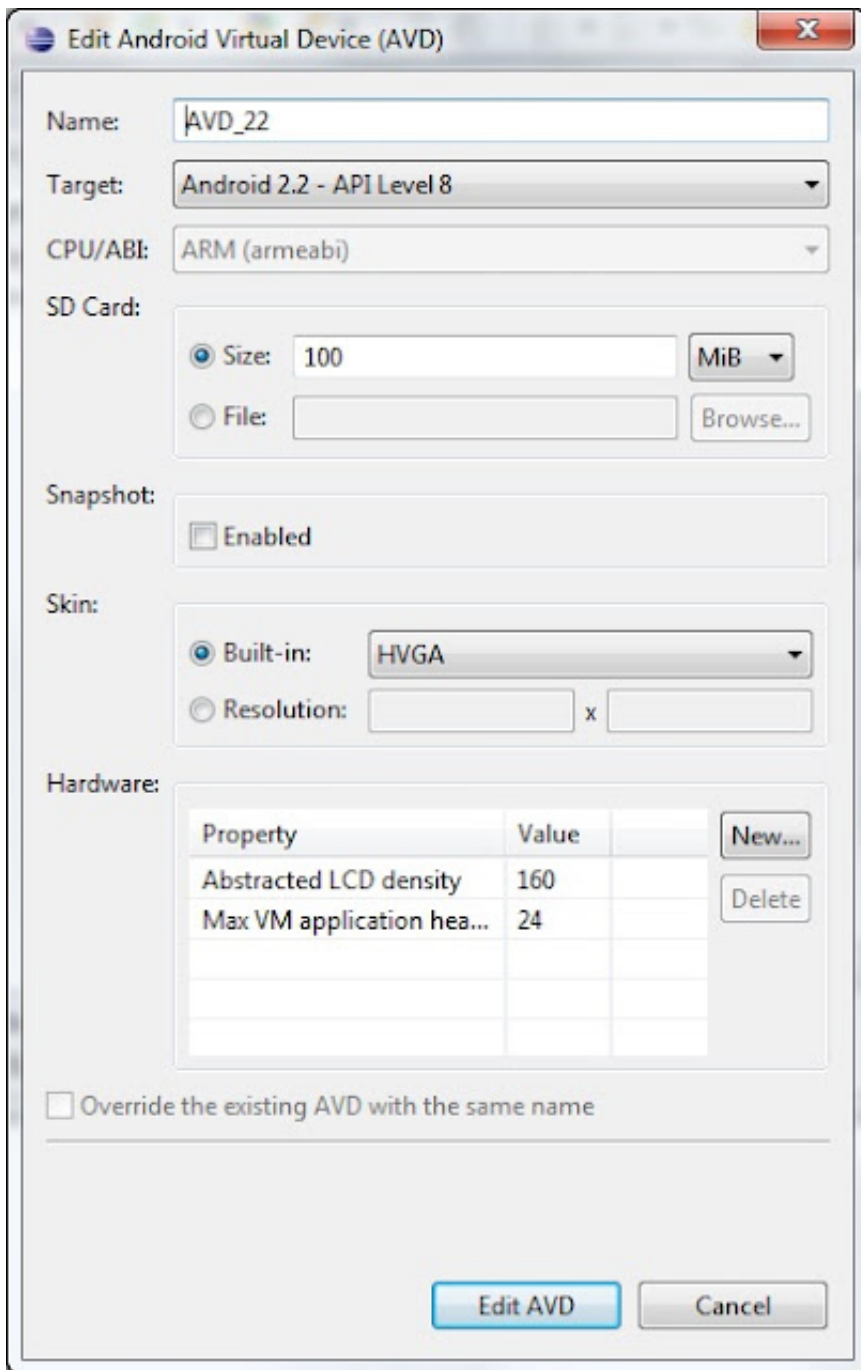 Edit Android Virtual Device (AVD)
Name: AVD_22
Target: Android 2.2 - API Level 8
CPU/ABI: ARM (armeabi)
SD Card:
Size: 100 MiB
File: Browse...
Snapshot:
Enabled
Skin:
Built-in: HVGA
Resolution: x
Hardware:
Property Value New...
Abstracted LCD density 160
Delete
Max VM application hea... 24
Override the existing AVD with the same name
Edit AVD Cancel